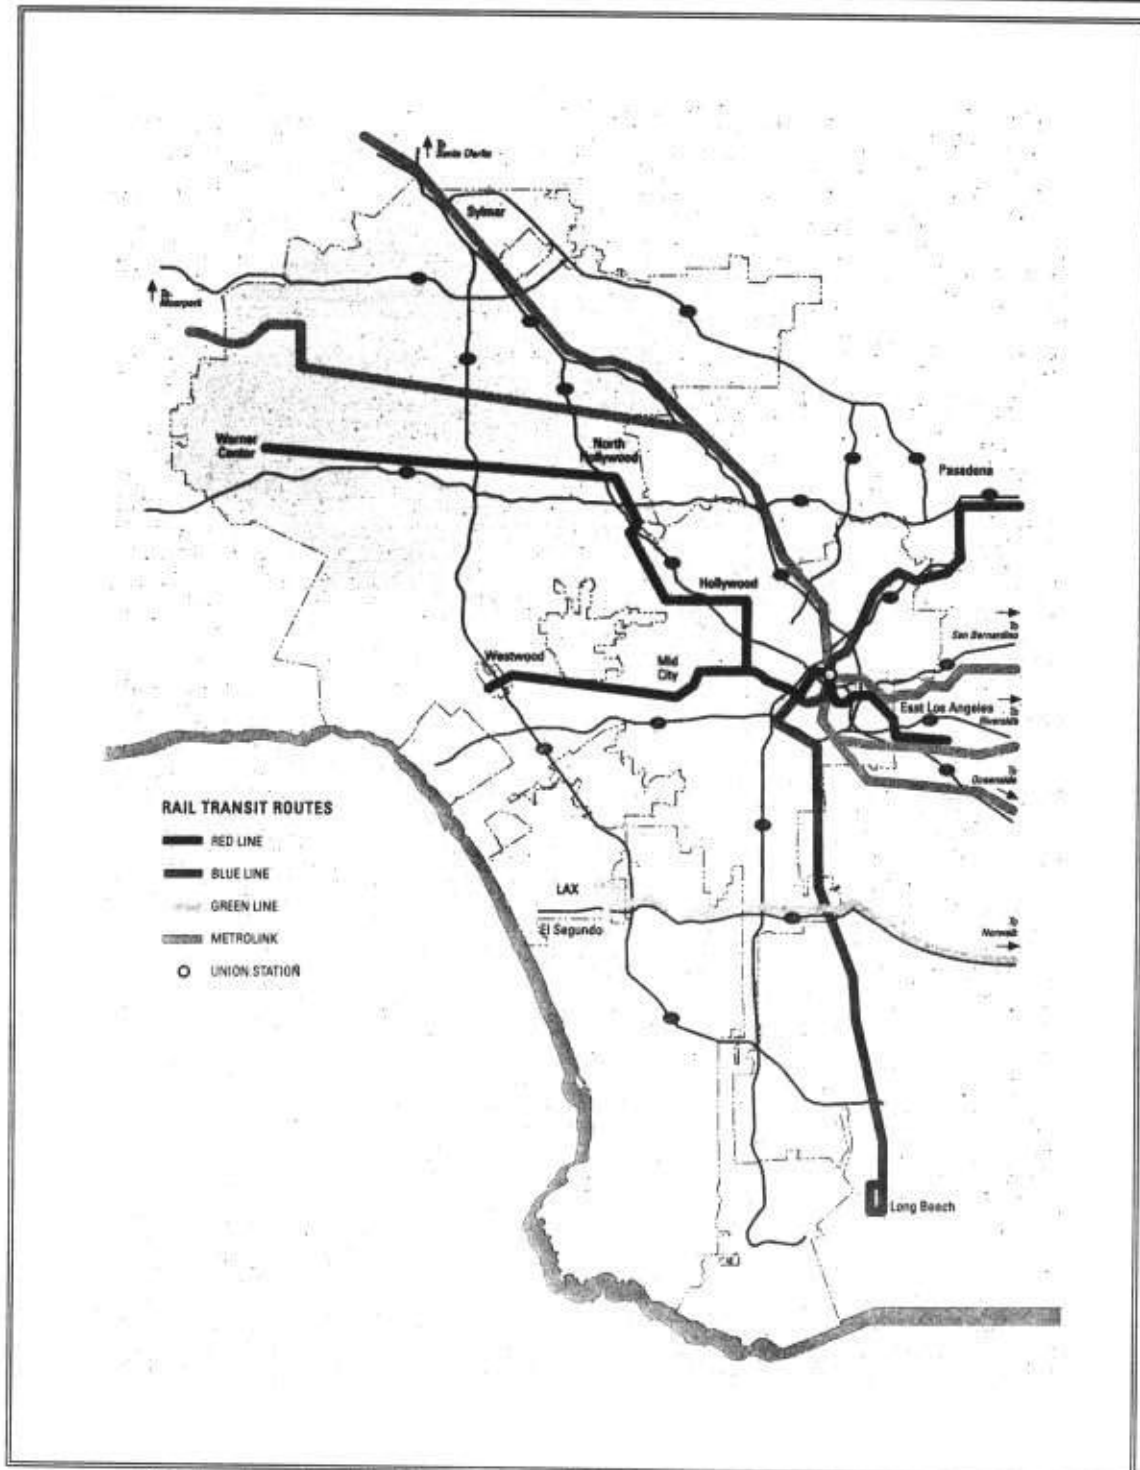 To
Santa Clarita
Sylmar
To
Moorpark
Warner
Center
North
Hollywood
Pasadena
Hollywood
To
San Bernardino
Westwood
Mid
City
East Los Angeles
To
Riverside
To
Oceanside
RAIL TRANSIT ROUTES
RED LINE
BLUE LINE
GREEN LINE
METROLINK
UNION STATION
LAX
El Segundo
To
Norwalk
Long Beach